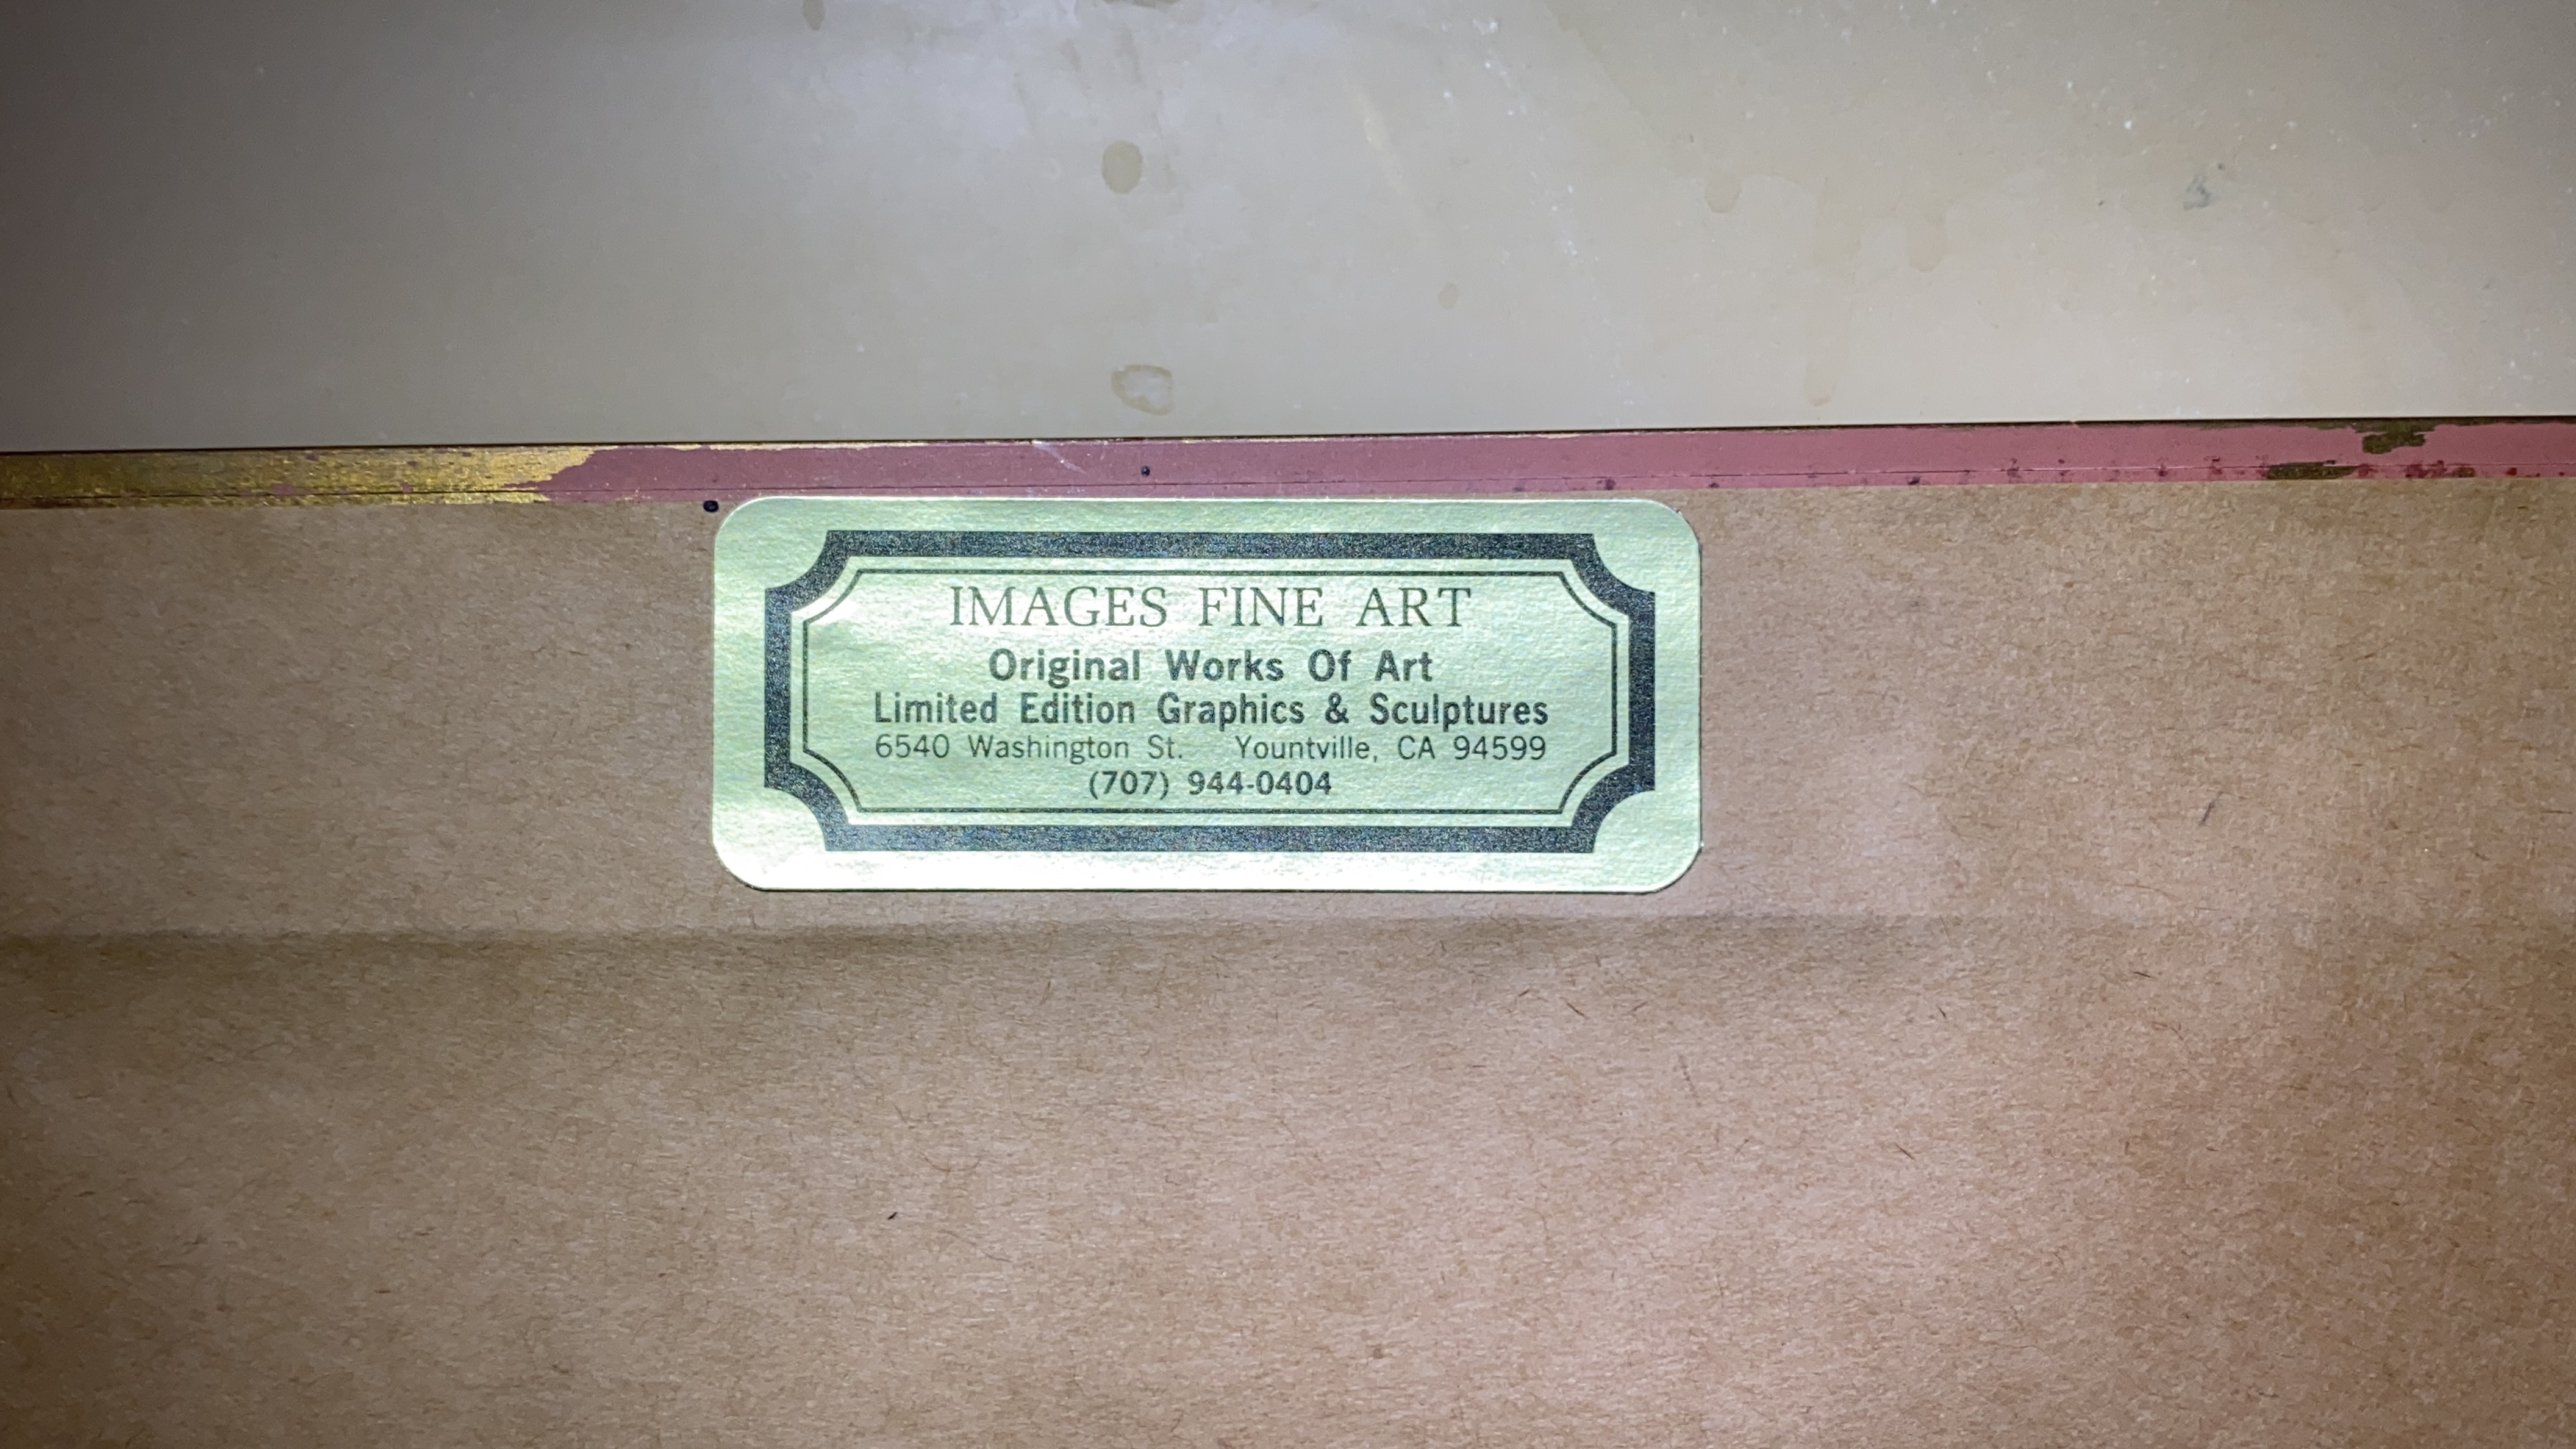 IMAGES FINE ART
Original Works Of Art
Limited Edition Graphics & Sculptures
6540 Washington St. Yountville, CA 94599
(707) 944-0404